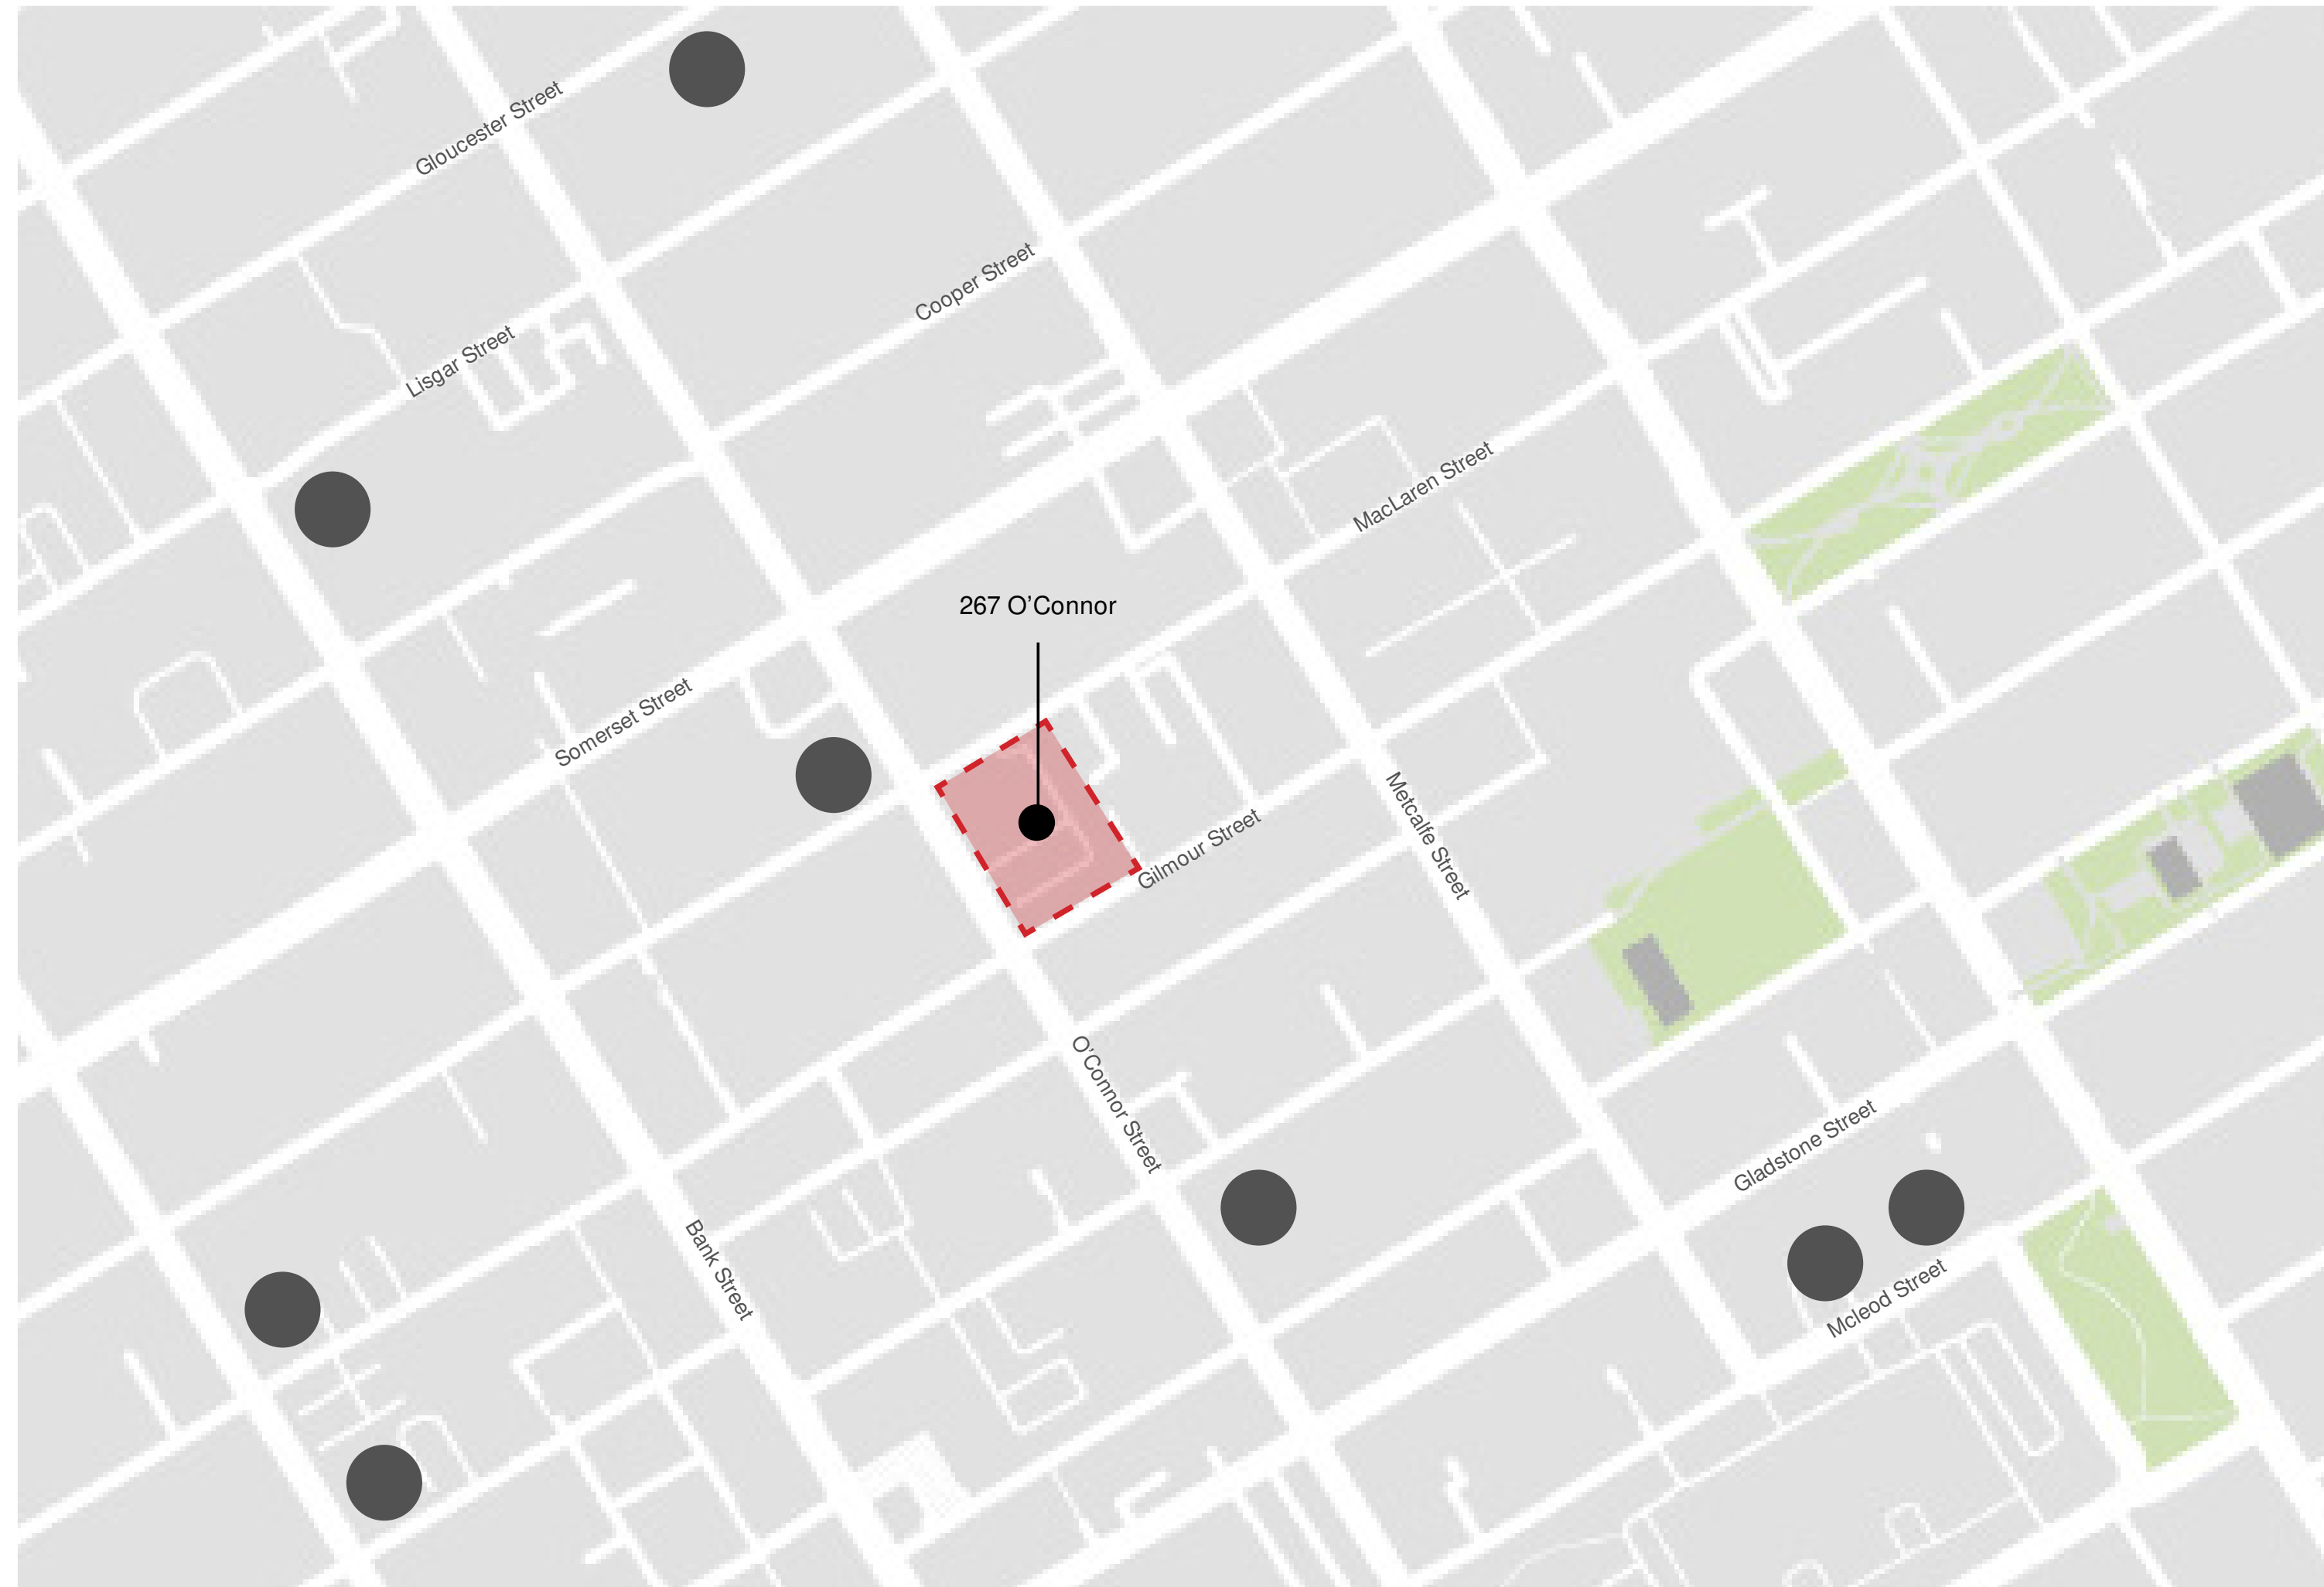 Gloucester Street
Cooper Street
Lisgar Street
MacLaren Street
267 O’Connor
Somerset Street
Metcalfe Street
Gilmour Street
O’Connor Street
Gladstone Street
Bank Street
Mcleod Street